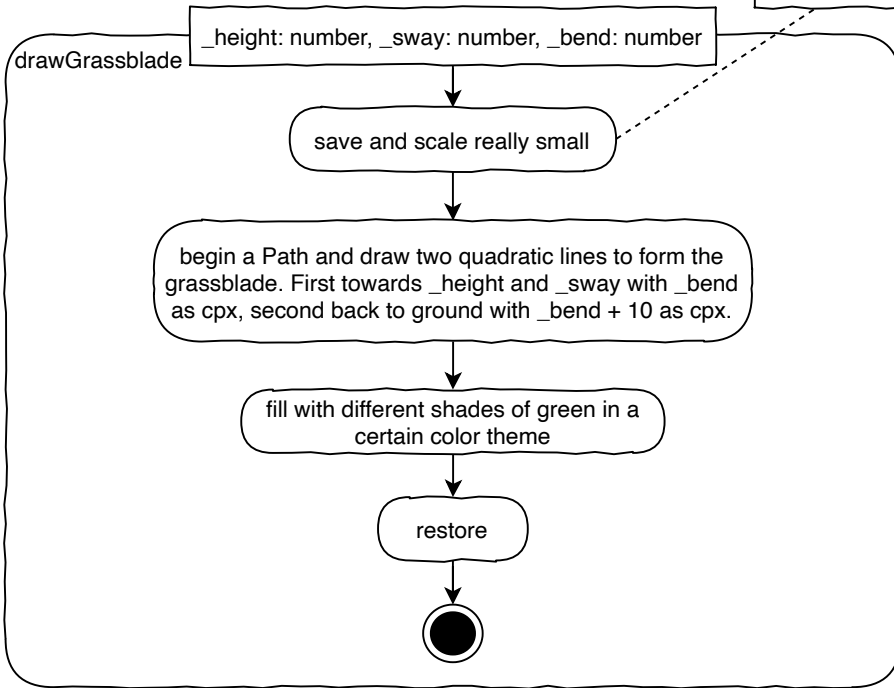 _height: number, _sway: number, _bend: number
drawGrassblade
save and scale really small
begin a Path and draw two quadratic lines to form the
grassblade. First towards _height and _sway with _bend
as cpx, second back to ground with _bend + 10 as cpx.
fill with different shades of green in a
certain color theme
restore